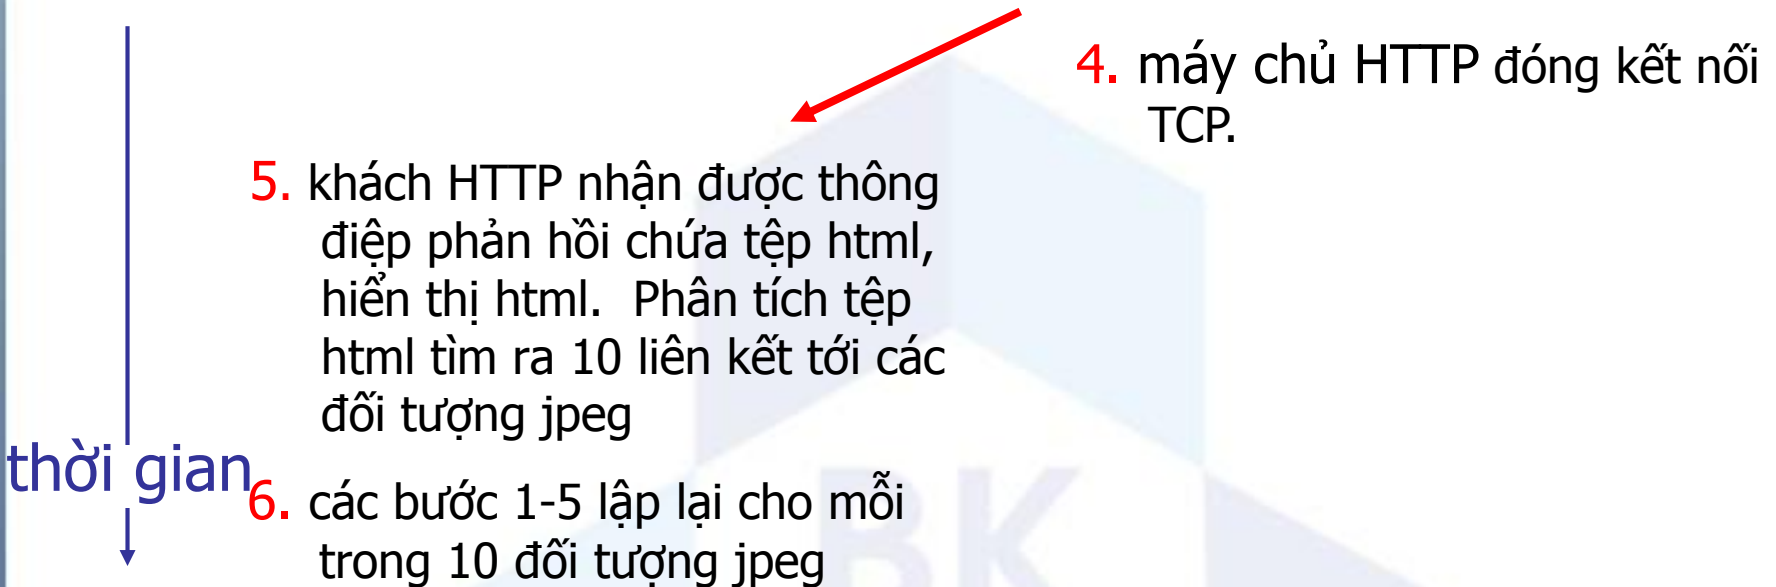 4. máy chủ HTTP đóng kết nối
TCP.
5. khách HTTP nhận được thông
điệp phản hồi chứa tệp html,
hiển thị html. Phân tích tệp
html tìm ra 10 liên kết tới các
đối tượng jpeg
thời gian
6. các bước 1-5 lập lại cho mỗi
trong 10 đối tượng jpeg
BK